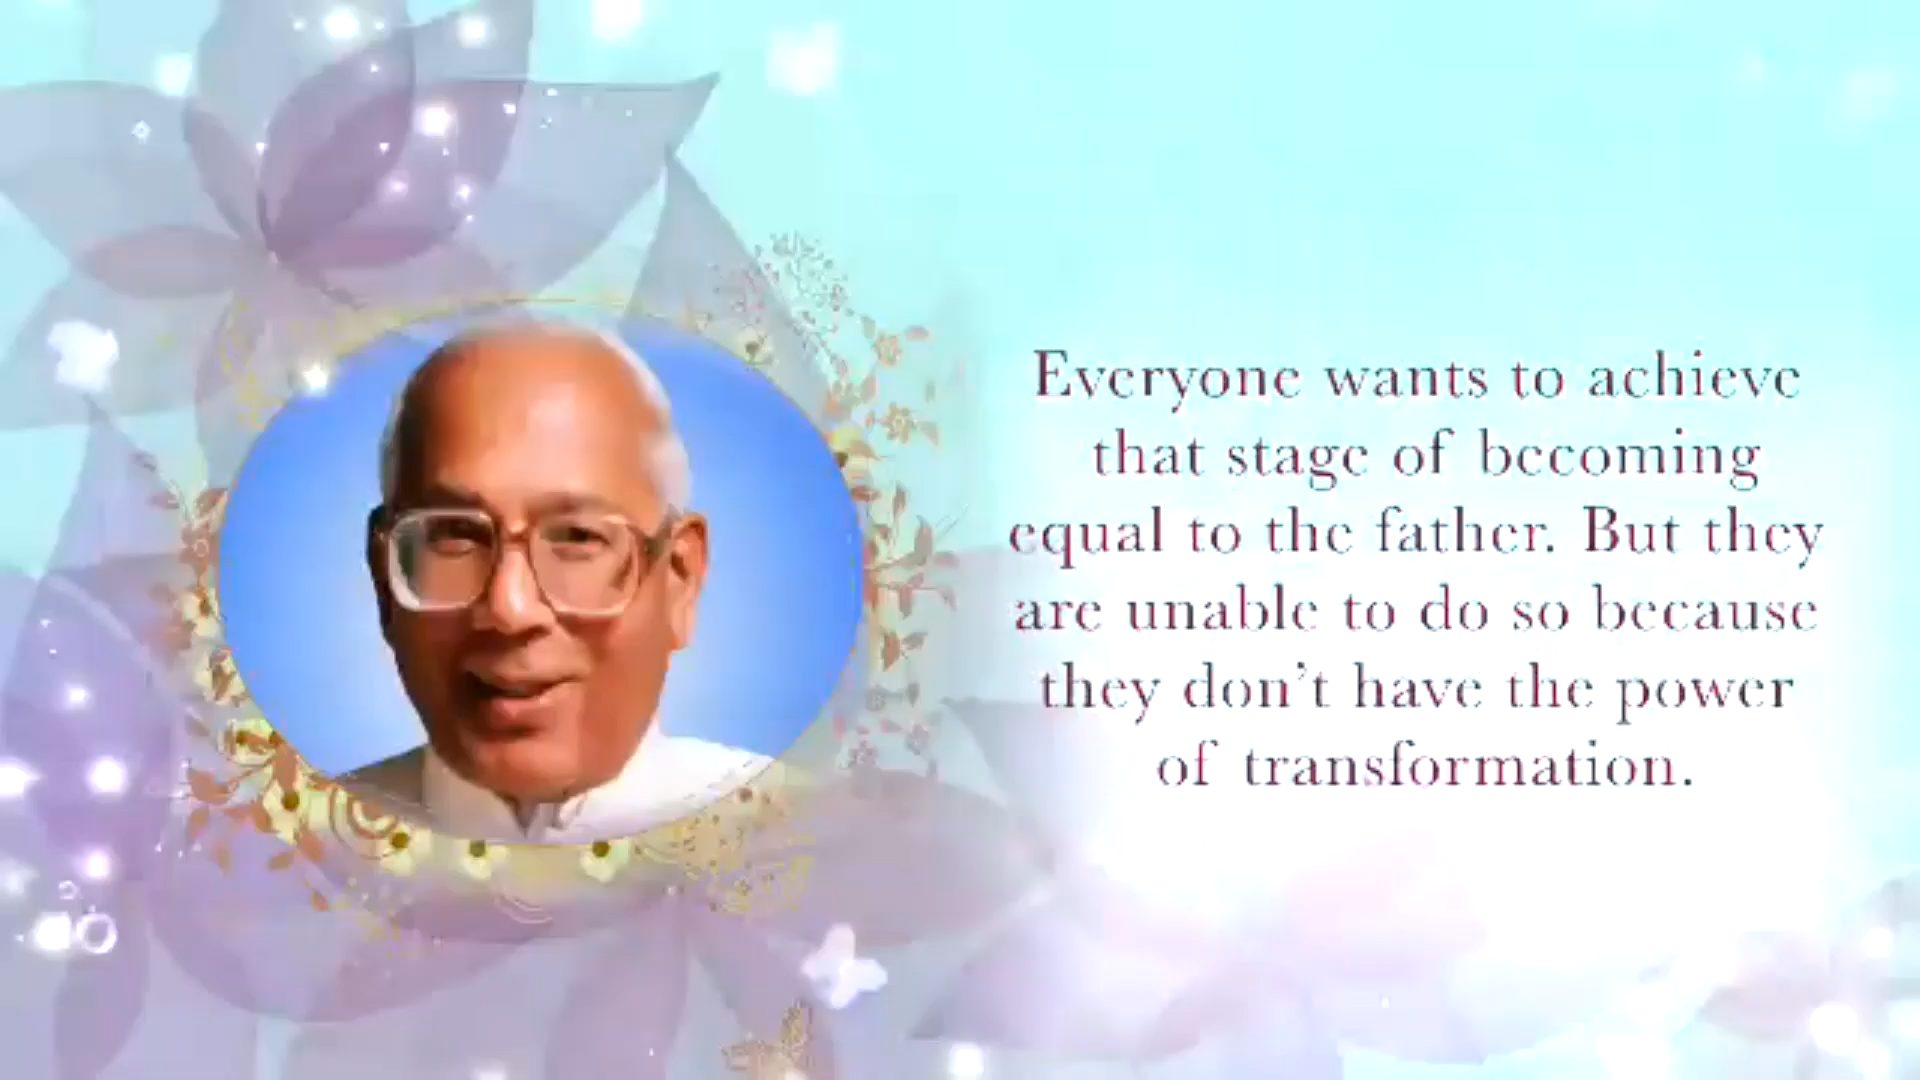 Everyone wants to achieve
that stage of becoming
equal to the father. But they
are unable to do so because
they don't have the power
of transformation.